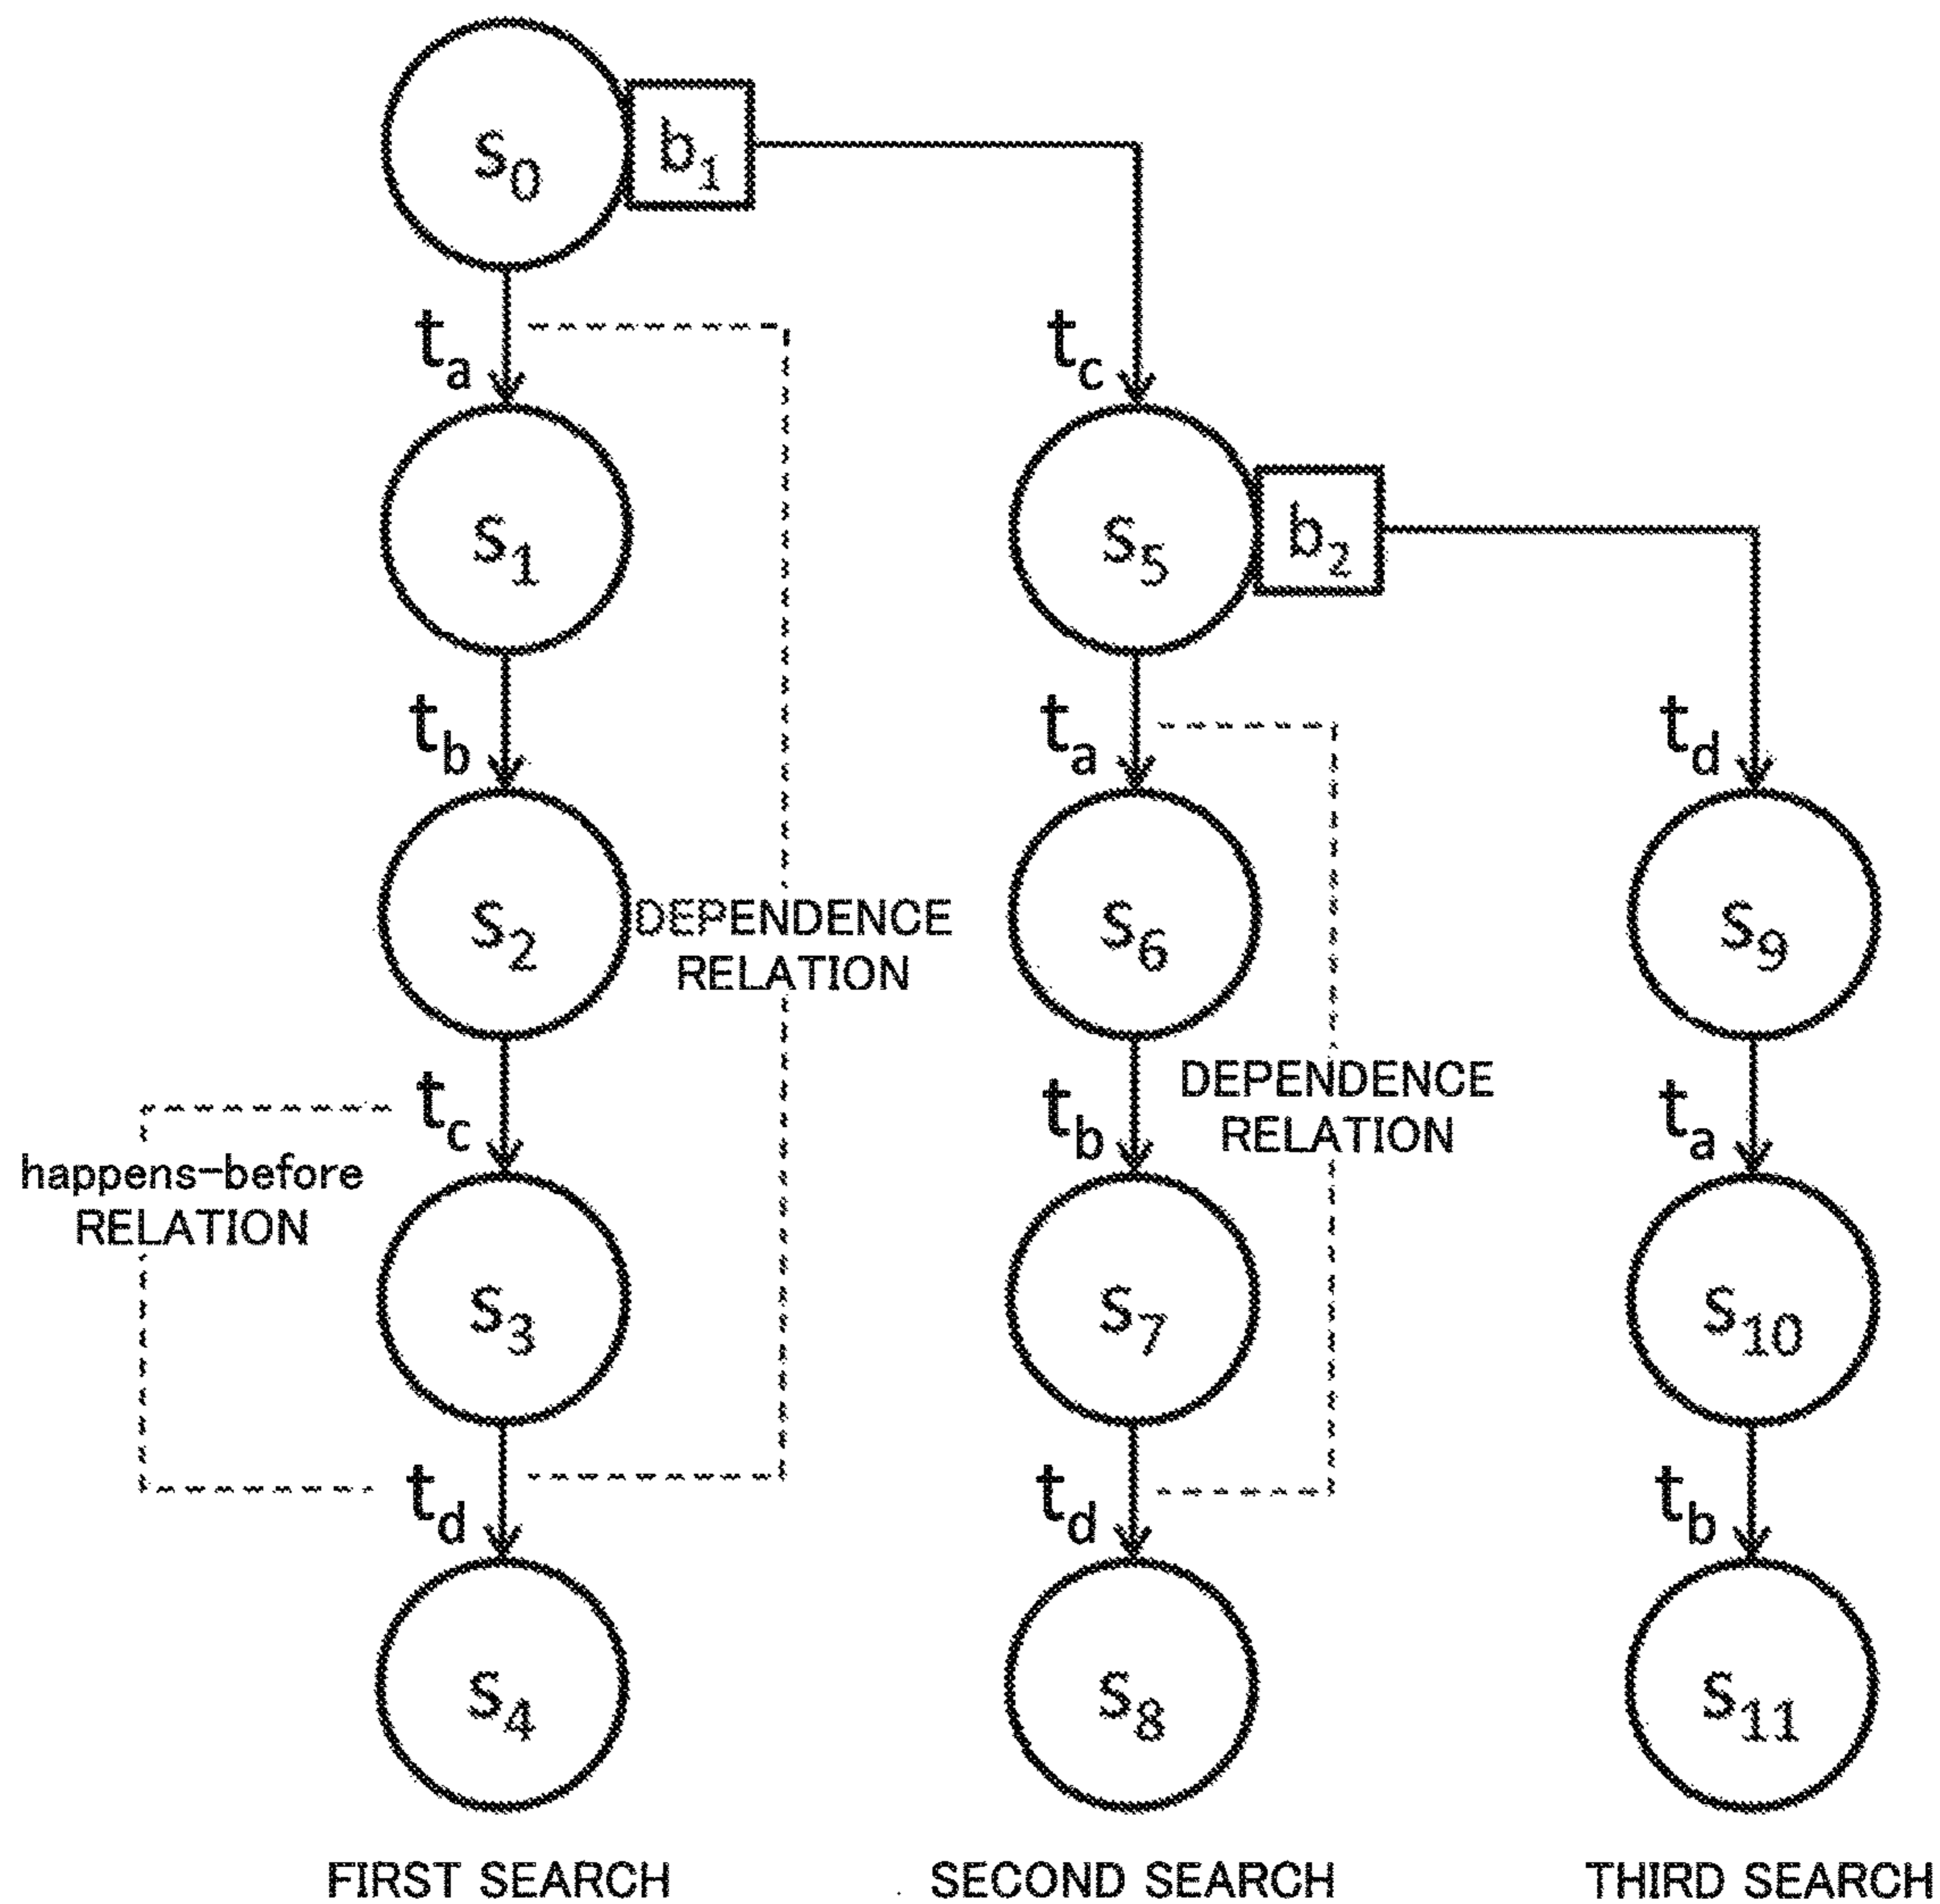 s0
b1
ta
tc
s1
s5
b2
tb
ta
td
s2
DEPENDENCE
RELATION
s6
s9
tc
happens-before
RELATION
tb
DEPENDENCE
RELATION
ta
s3
s7
s10
td
td
tb
s4
s8
s11
FIRST SEARCH
SECOND SEARCH
THIRD SEARCH